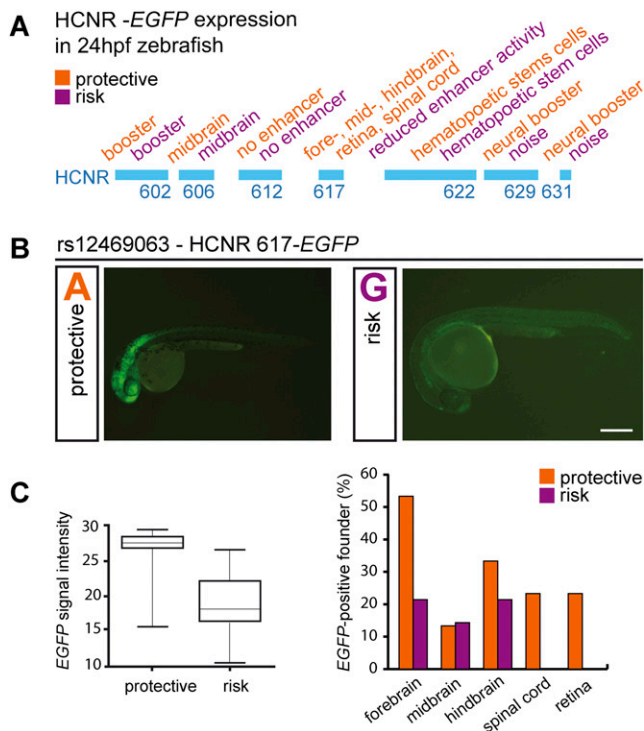 A
HCNR -EGFP expression
in 24hpf zebrafish
protective
risk
booster
booster
midbrain
midbrain
no enhancer
no enhancer
fore-, mid-, hindbrain,
retina, spinal cord
reduced enhancer activity
hematopoetic stems cells
hematopoetic stem cells
neural booster
noise
neural booster
noise
HCNR
602 606 612 617 622 629 631
B
rs12469063 - HCNR 617-EGFP
A
protective
G
risk
C
EGFP signal intensity
30
25
20
15
10
protective risk
EGFP-positive founder (%)
60
50
40
30
20
10
0
protective
risk
forebrain
midbrain
hindbrain
spinal cord
retina